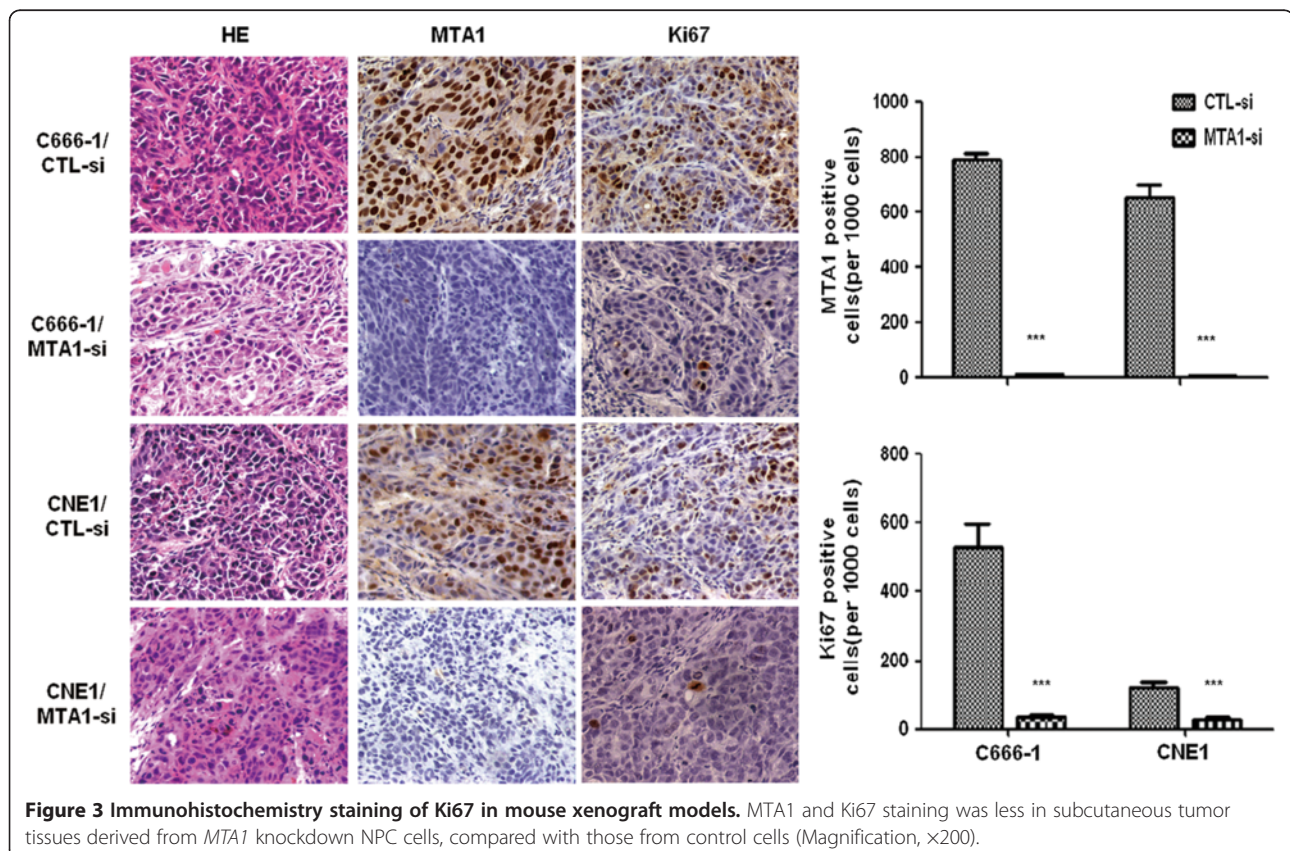 HE MTA1 Ki67
C666-1/
CTL-si
C666-1/
MTA1-si
CNE1/
CTL-si
CNE1/
MTA1-si
MTA1 positive
cells(per 1000 cells)
1000
800
600
400
200
0
CTL-si
MTA1-si
***
***
Ki67 positive
cells(per 1000 cells)
800
600
400
200
0
***
***
C666-1 CNE1
Figure 3 Immunohistochemistry staining of Ki67 in mouse xenograft models. MTA1 and Ki67 staining was less in subcutaneous tumor
tissues derived from MTA1 knockdown NPC cells, compared with those from control cells (Magnification, ×200).